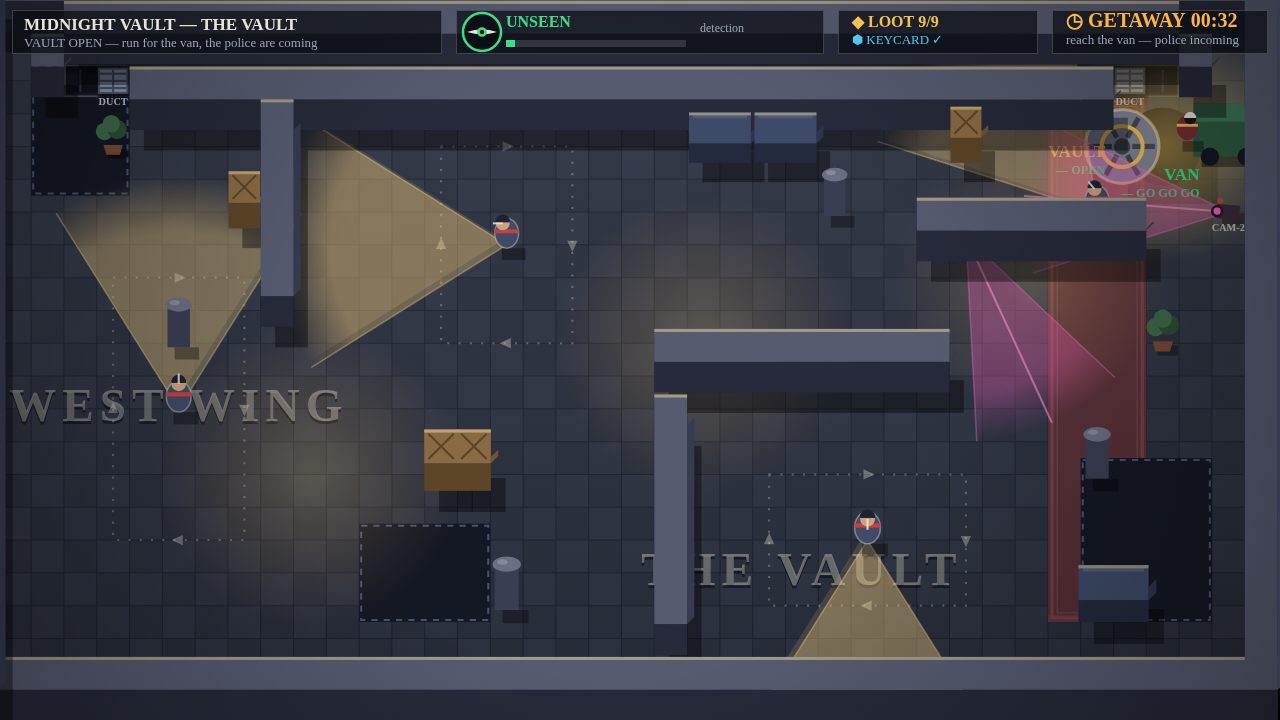 MIDNIGHT VAULT — THE VAULT
VAULT OPEN — run for the van, the police are coming
UNSEEN
detection
◆ LOOT 9/9
⬢ KEYCARD ✓
◷ GETAWAY 00:32
reach the van — police incoming
DUCT
DUCT
VAULT
— OPEN
VAN
— GO GO GO
CAM-2
WEST WING
THE VAULT